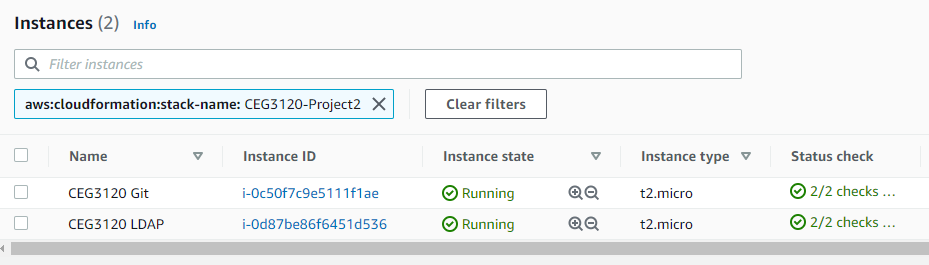 Instances (2) Info
Filter instances
aws:cloudformation:stack-name: CEG3120-Project2 Clear filters
Name Instance ID Instance state Instance type Status check
CEG3120 Git i-0c50f7c9e5111f1ae Running t2.micro 2/2 checks ...
CEG3120 LDAP i-0d87be86f6451d536 Running t2.micro 2/2 checks ...